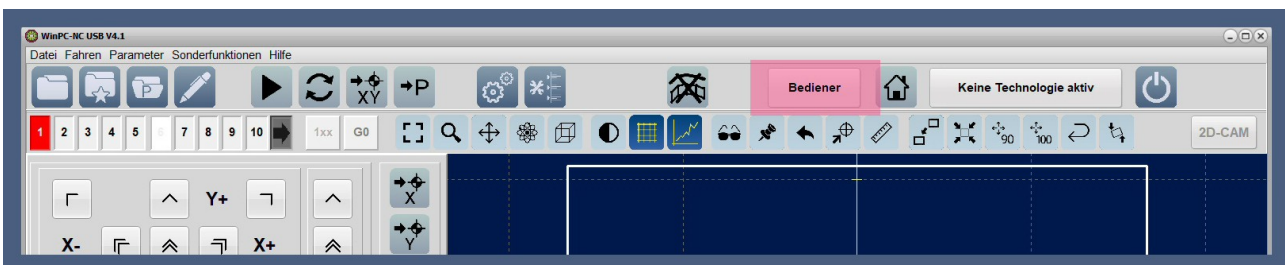 WinPC-NC USB V4.1
Datei Fahren Parameter Sonderfunktionen Hilfe
P XY P Bediener Keine Technologie aktiv
1 2 3 4 5 6 7 8 9 10 1xx G0 90 100 2D-CAM
Y+ X
X- X+ Y